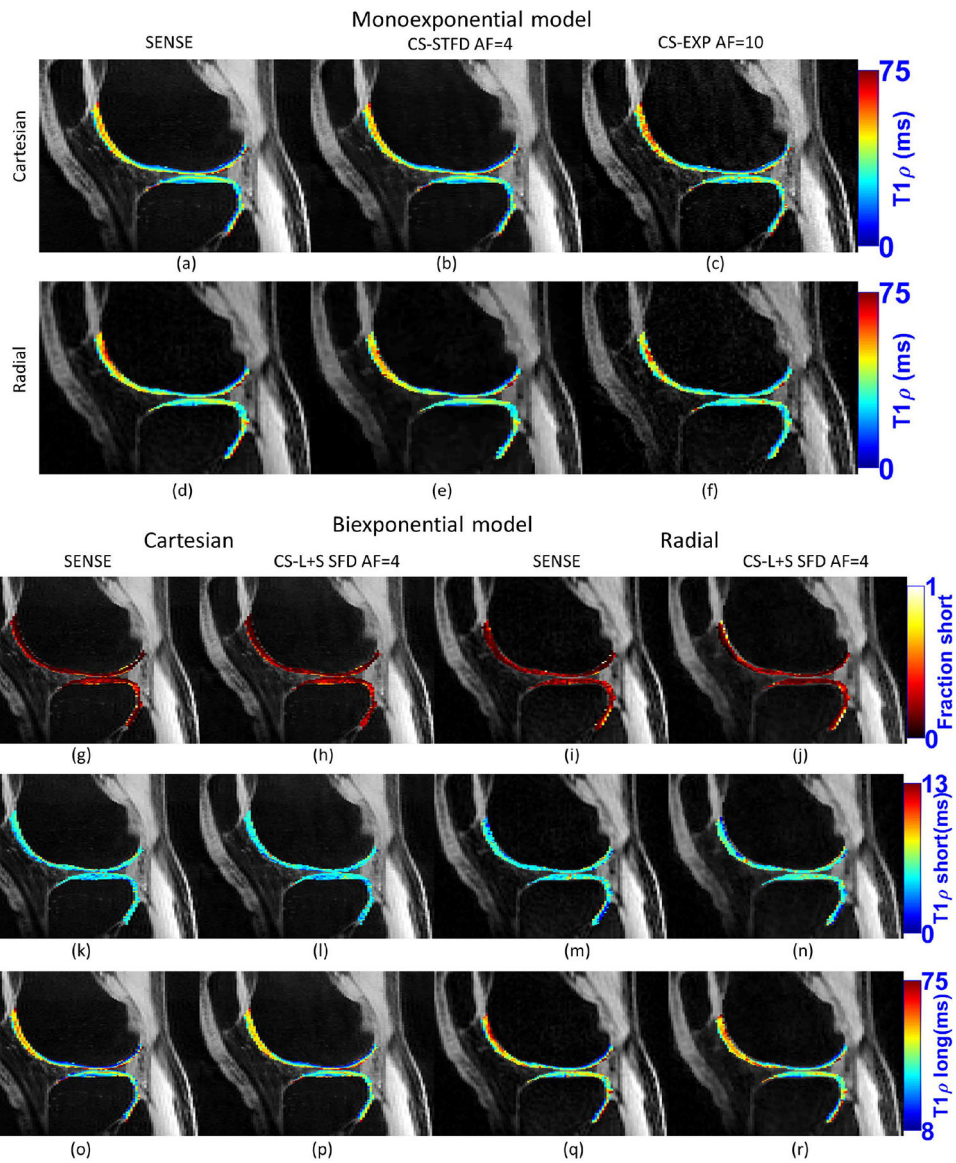 Monoexponential model
SENSE CS-STFD AF=4 CS-EXP AF=10
Cartesian
75
T1ρ (ms)
0
(a) (b) (c)
Radial
75
T1ρ (ms)
0
(d) (e) (f)
Biexponential model
Cartesian Radial
SENSE CS-L+S SFD AF=4 SENSE CS-L+S SFD AF=4
1
Fraction short
0
(g) (h) (i) (j)
13
T1ρ short(ms)
0
(k) (l) (m) (n)
75
T1ρ long(ms)
8
(o) (p) (q) (r)